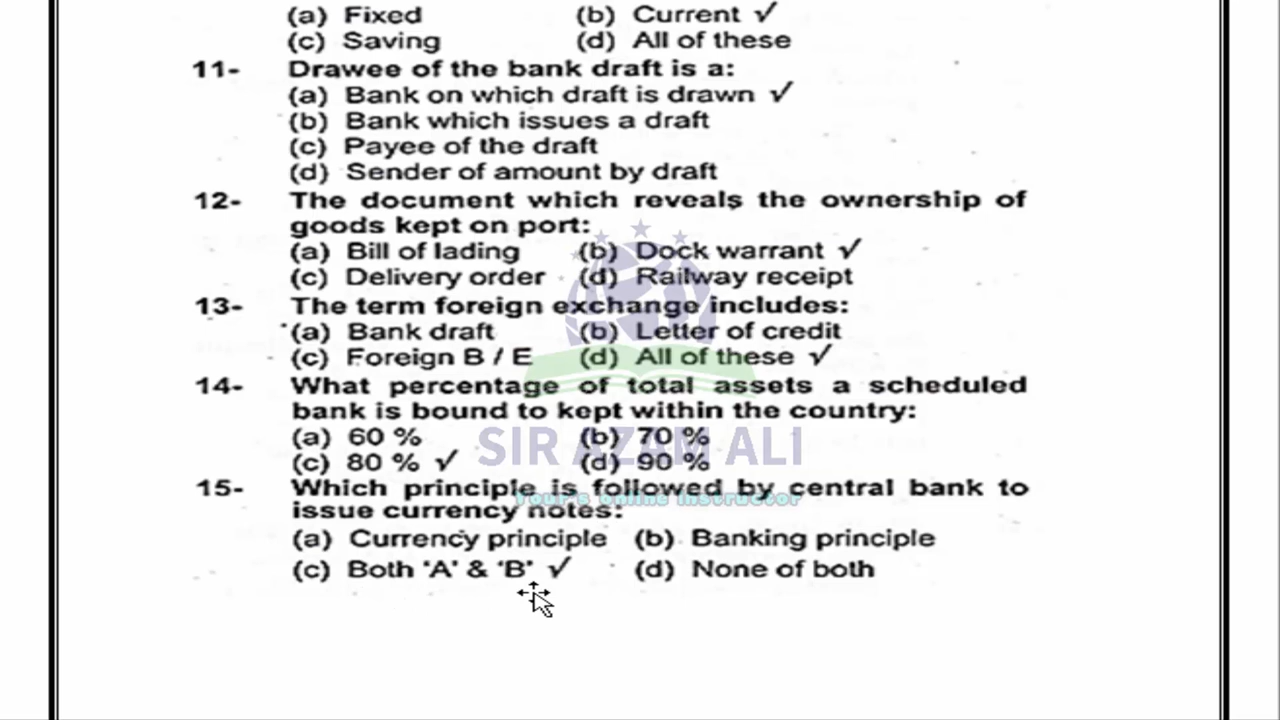 (a) Fixed (b) Current ✓
(c) Saving (d) All of these
11- Drawee of the bank draft is a:
(a) Bank on which draft is drawn ✓
(b) Bank which issues a draft
(c) Payee of the draft
(d) Sender of amount by draft
12- The document which reveals the ownership of
goods kept on port:
(a) Bill of lading (b) Dock warrant ✓
(c) Delivery order (d) Railway receipt
13- The term foreign exchange includes:
(a) Bank draft (b) Letter of credit
(c) Foreign B / E (d) All of these ✓
14- What percentage of total assets a scheduled
bank is bound to kept within the country:
(a) 60 % (b) 70 %
(c) 80 % ✓ (d) 90 %
SIR AZAM ALI
15- Which principle is followed by central bank to
Your's online instructor
issue currency notes:
(a) Currency principle (b) Banking principle
(c) Both 'A' & 'B' ✓ (d) None of both